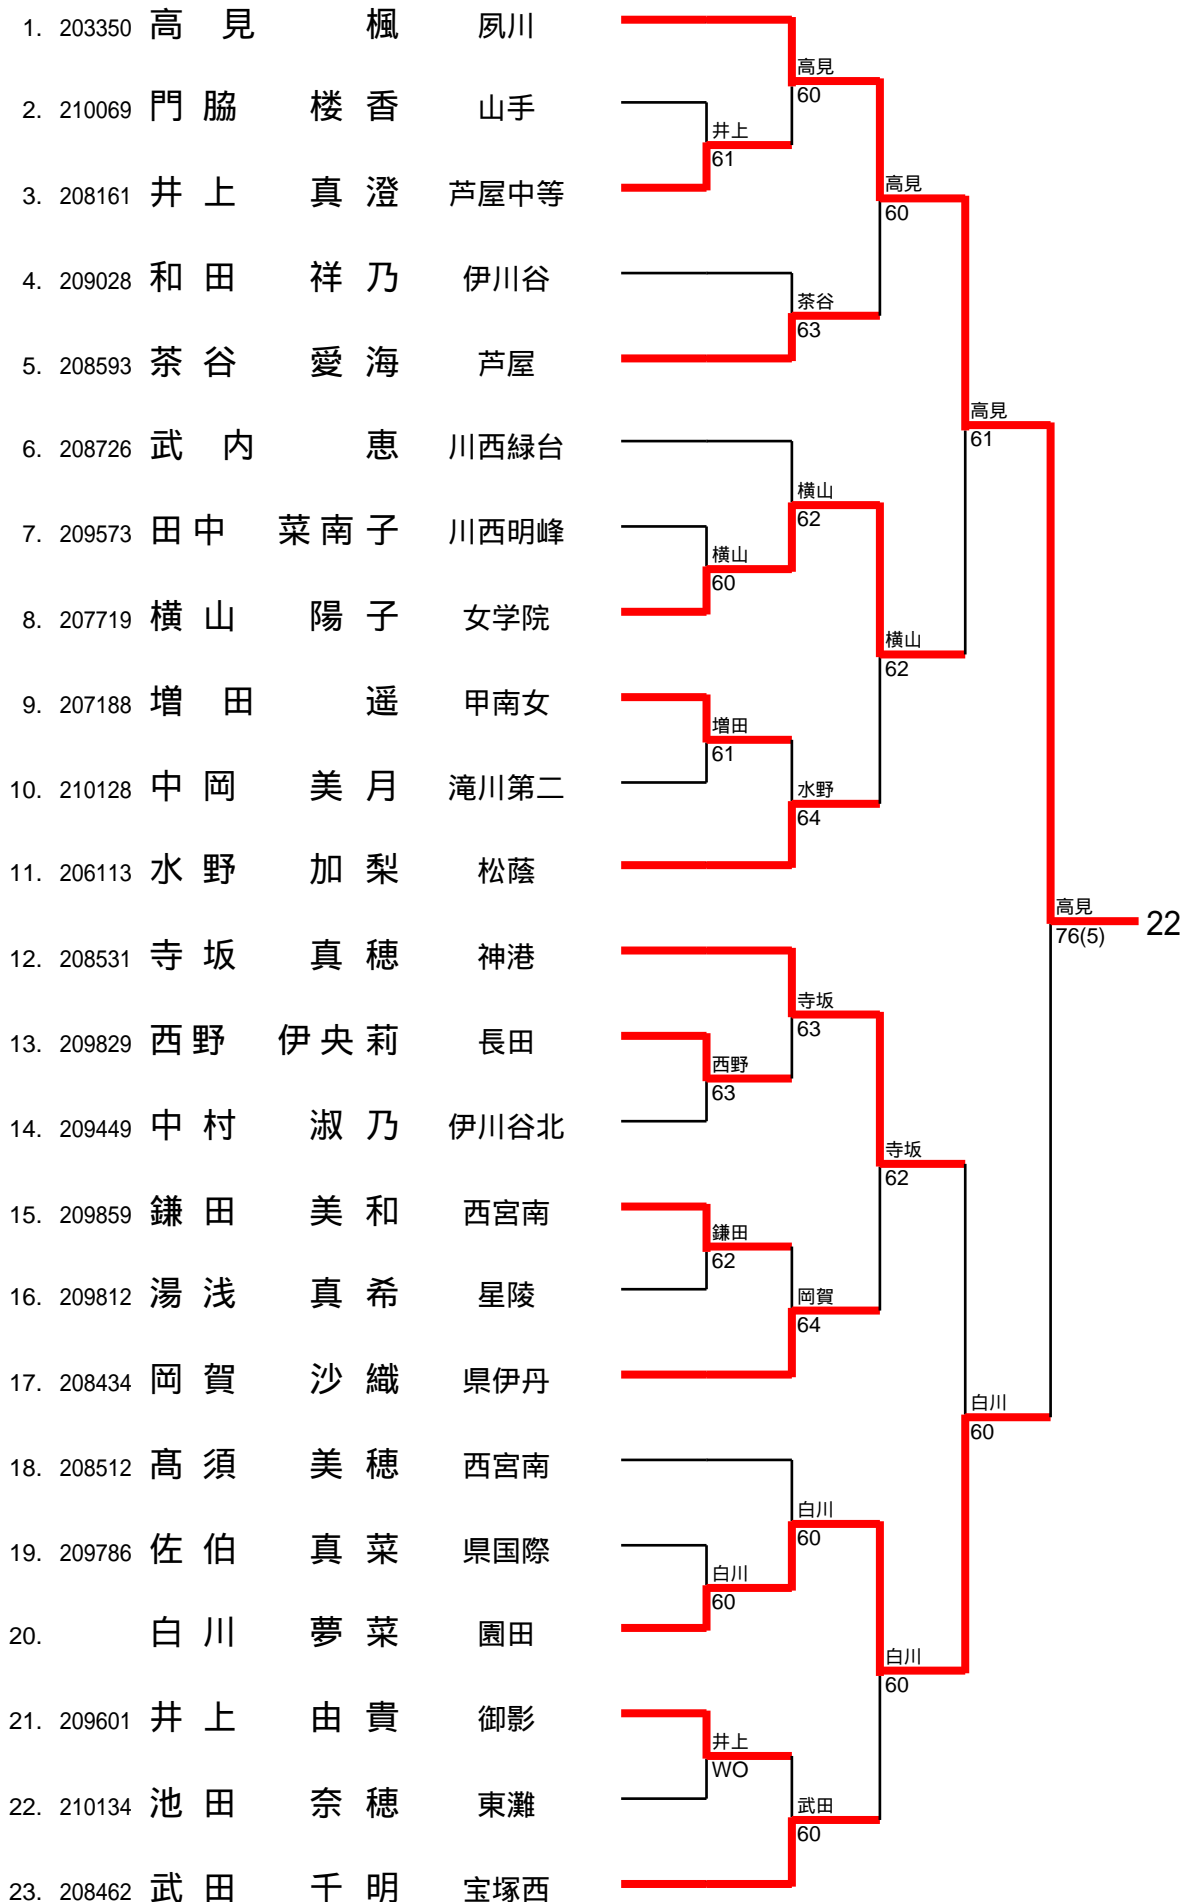 1. 203350 高見 楓 夙川
高見
60
2. 210069 門脇 楼香 山手
井上
61
3. 208161 井上 真澄 芦屋中等
高見
60
4. 209028 和田 祥乃 伊川谷
茶谷
63
5. 208593 茶谷 愛海 芦屋
高見
61
6. 208726 武内 恵 川西緑台
横山
62
7. 209573 田中 菜南子 川西明峰
横山
60
8. 207719 横山 陽子 女学院
横山
62
9. 207188 増田 遥 甲南女
増田
61
10. 210128 中岡 美月 滝川第二
水野
64
11. 206113 水野 加梨 松蔭
高見
76(5)
22
12. 208531 寺坂 真穂 神港
寺坂
63
13. 209829 西野 伊央莉 長田
西野
63
14. 209449 中村 淑乃 伊川谷北
寺坂
62
15. 209859 鎌田 美和 西宮南
鎌田
62
16. 209812 湯浅 真希 星陵
岡賀
64
17. 208434 岡賀 沙織 県伊丹
白川
60
18. 208512 髙須 美穂 西宮南
白川
60
19. 209786 佐伯 真菜 県国際
白川
60
20. 白川 夢菜 園田
白川
60
21. 209601 井上 由貴 御影
井上
WO
22. 210134 池田 奈穂 東灘
武田
60
23. 208462 武田 千明 宝塚西